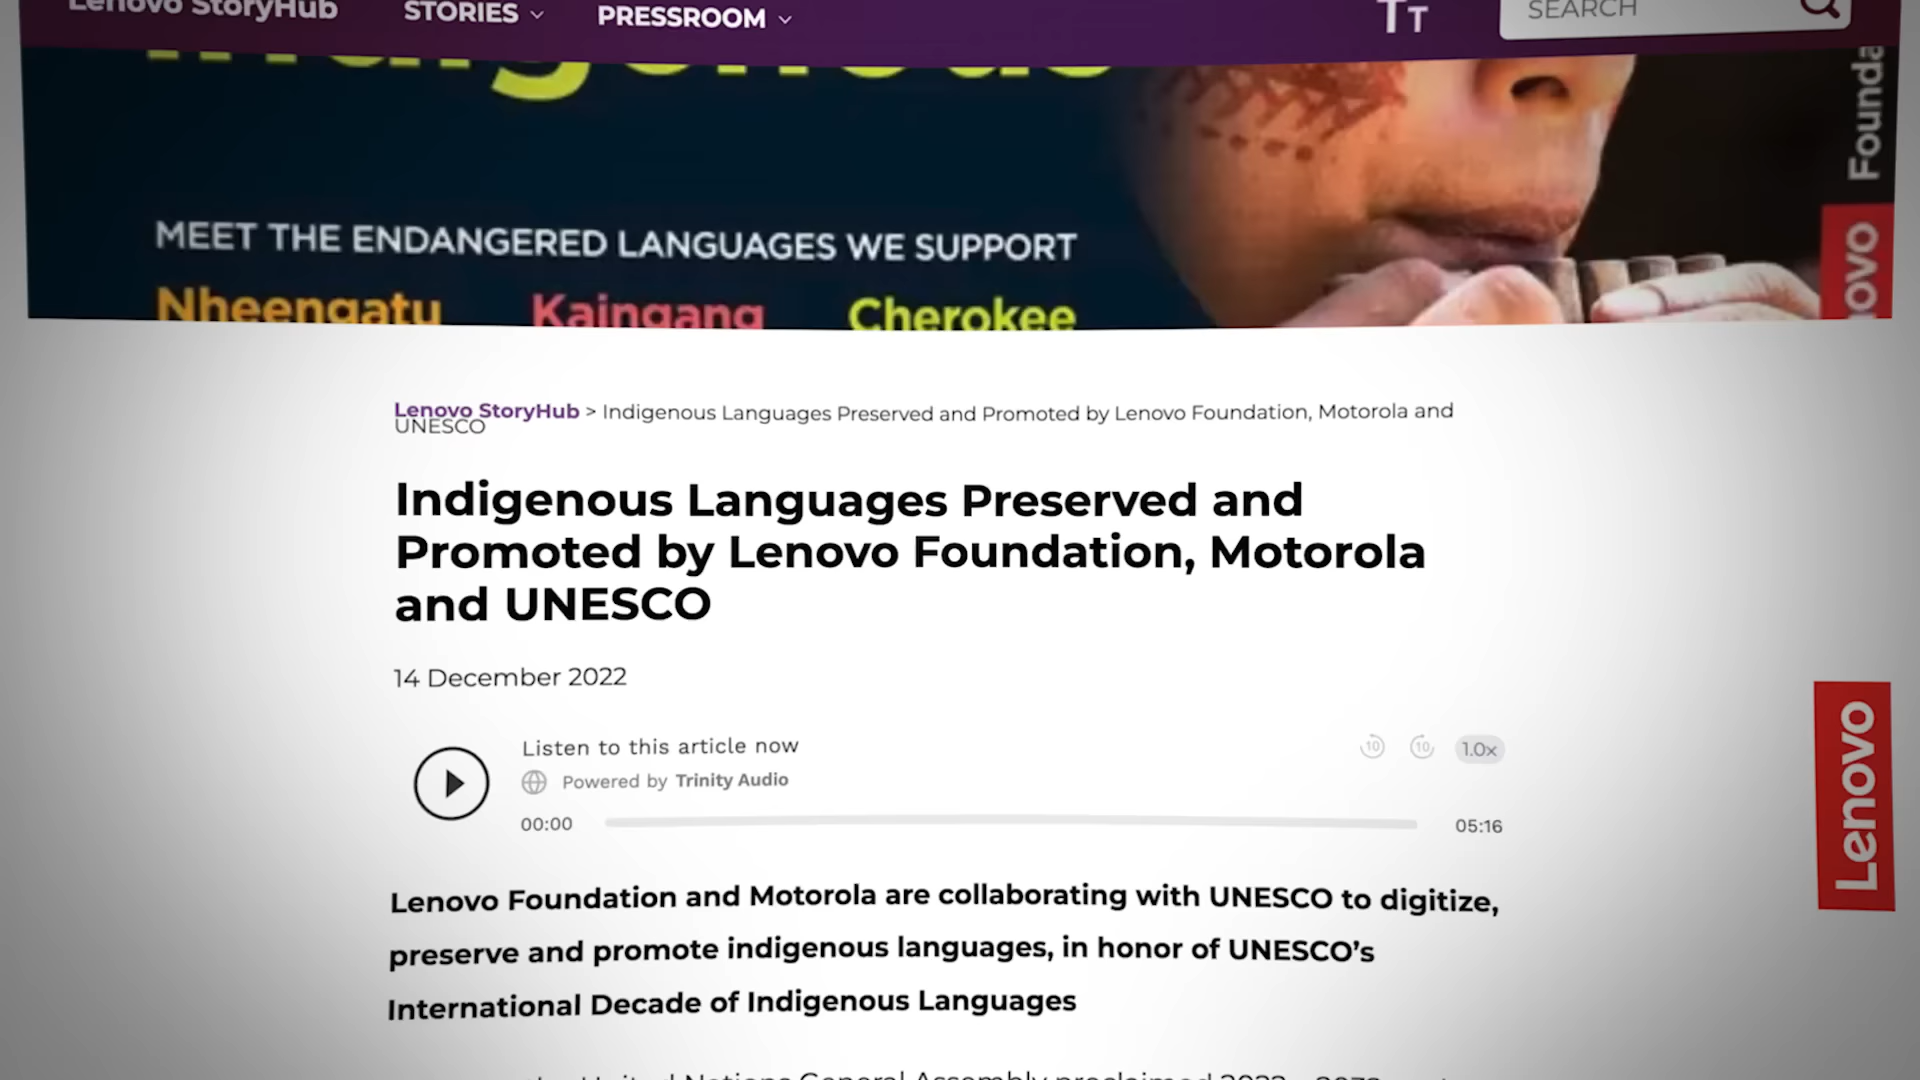 Lenovo StoryHub
STORIES
PRESSROOM
TT
SEARCH
Indigenous
MEET THE ENDANGERED LANGUAGES WE SUPPORT
Nheengatu Kaingang Cherokee
Lenovo StoryHub > Indigenous Languages Preserved and Promoted by Lenovo Foundation, Motorola and
UNESCO
Indigenous Languages Preserved and
Promoted by Lenovo Foundation, Motorola
and UNESCO
14 December 2022
Listen to this article now
10
10
1.0x
Powered by Trinity Audio
00:00
05:16
Lenovo
Lenovo Foundation and Motorola are collaborating with UNESCO to digitize,
preserve and promote indigenous languages, in honor of UNESCO’s
International Decade of Indigenous Languages